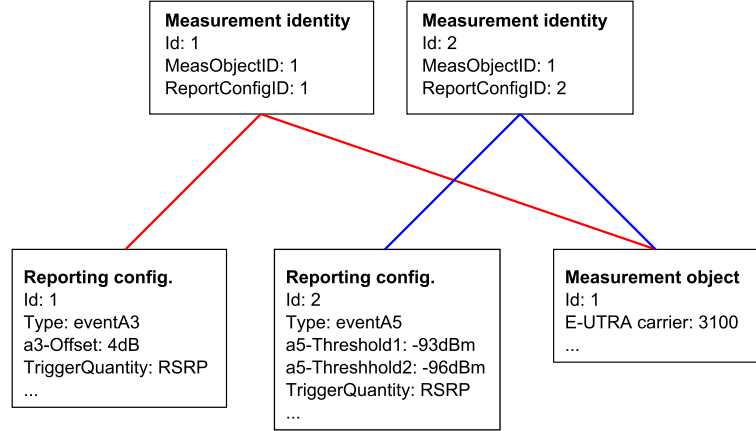 Measurement identity
Id: 1
MeasObjectID: 1
ReportConfigID: 1
Measurement identity
Id: 2
MeasObjectID: 1
ReportConfigID: 2
Reporting config.
Id: 1
Type: eventA3
a3-Offset: 4dB
TriggerQuantity: RSRP
...
Reporting config.
Id: 2
Type: eventA5
a5-Threshold1: -93dBm
a5-Threshhold2: -96dBm
TriggerQuantity: RSRP
...
Measurement object
Id: 1
E-UTRA carrier: 3100
...